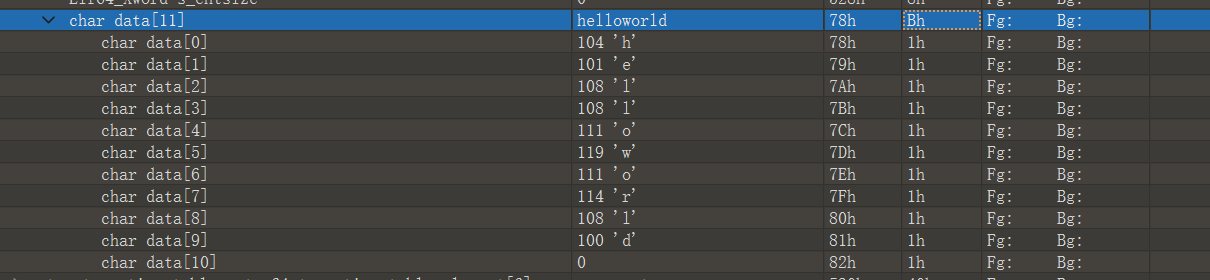 char data[11] helloworld 78h Bh Fg: Bg:
char data[0] 104 'h' 78h 1h Fg: Bg:
char data[1] 101 'e' 79h 1h Fg: Bg:
char data[2] 108 'l' 7Ah 1h Fg: Bg:
char data[3] 108 'l' 7Bh 1h Fg: Bg:
char data[4] 111 'o' 7Ch 1h Fg: Bg:
char data[5] 119 'w' 7Dh 1h Fg: Bg:
char data[6] 111 'o' 7Eh 1h Fg: Bg:
char data[7] 114 'r' 7Fh 1h Fg: Bg:
char data[8] 108 'l' 80h 1h Fg: Bg:
char data[9] 100 'd' 81h 1h Fg: Bg:
char data[10] 0 82h 1h Fg: Bg: